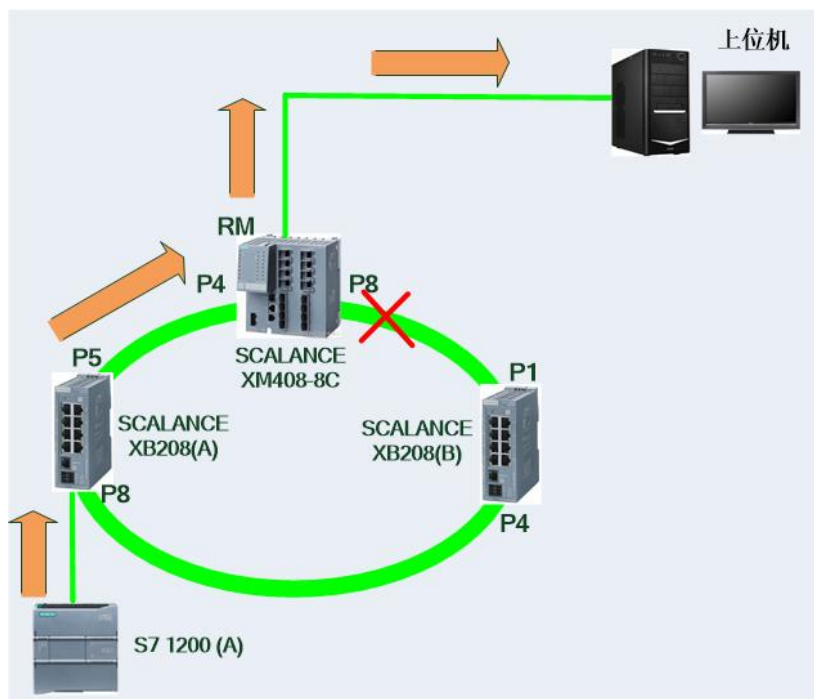 上位机
RM
P4
P8
SCALANCE
XM408-8C
P5
P1
SCALANCE
XB208(A)
SCALANCE
XB208(B)
P8
P4
S7 1200 (A)